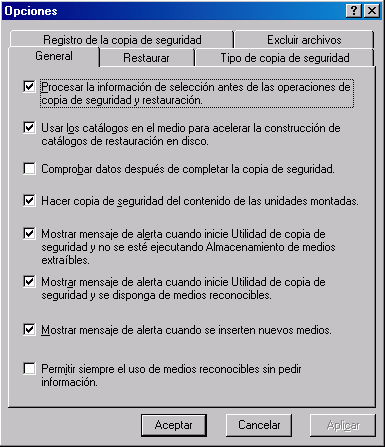 Opciones
Registro de la copia de seguridad
Excluir archivos
General
Restaurar
Tipo de copia de seguridad
Procesar la información de selección antes de las operaciones de
copia de seguridad y restauración.
Usar los catálogos en el medio para acelerar la construcción de
catálogos de restauración en disco.
Comprobar datos después de completar la copia de seguridad.
Hacer copia de seguridad del contenido de las unidades montadas.
Mostrar mensaje de alerta cuando inicie Utilidad de copia de
seguridad y no se esté ejecutando Almacenamiento de medios
extraíbles.
Mostrar mensaje de alerta cuando inicie Utilidad de copia de
seguridad y se disponga de medios reconocibles.
Mostrar mensaje de alerta cuando se inserten nuevos medios.
Permitir siempre el uso de medios reconocibles sin pedir
información.
Aceptar
Cancelar
Aplicar